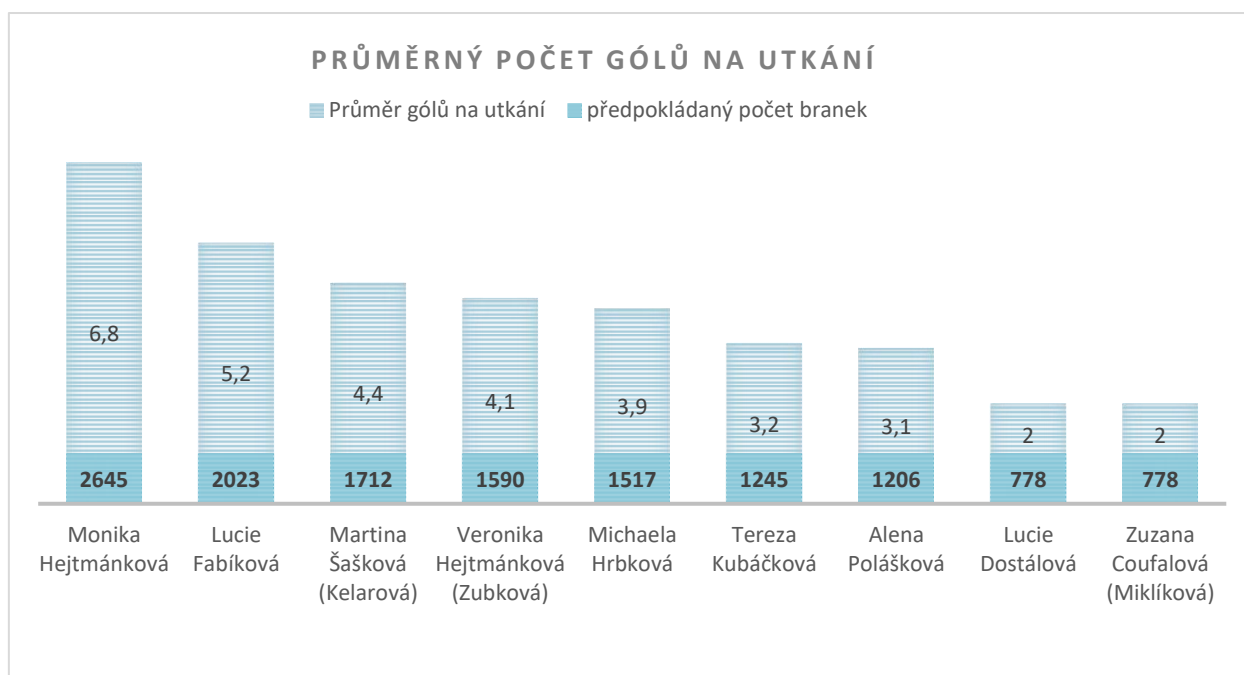 PRŮMĚRNÝ POČET GÓLŮ NA UTKÁNÍ
Průměr gólů na utkání předpokládaný počet branek
6,8 5,2 4,4 4,1 3,9 3,2 3,1 2 2
2645 2023 1712 1590 1517 1245 1206 778 778
Monika Lucie Martina Veronika Michaela Tereza Alena Lucie Zuzana
Hejtmánková Fabíková Šašková Hejtmánková Hrbková Kubáčková Polášková Dostálová Coufalová
(Kelarová) (Zubková) (Miklíková)